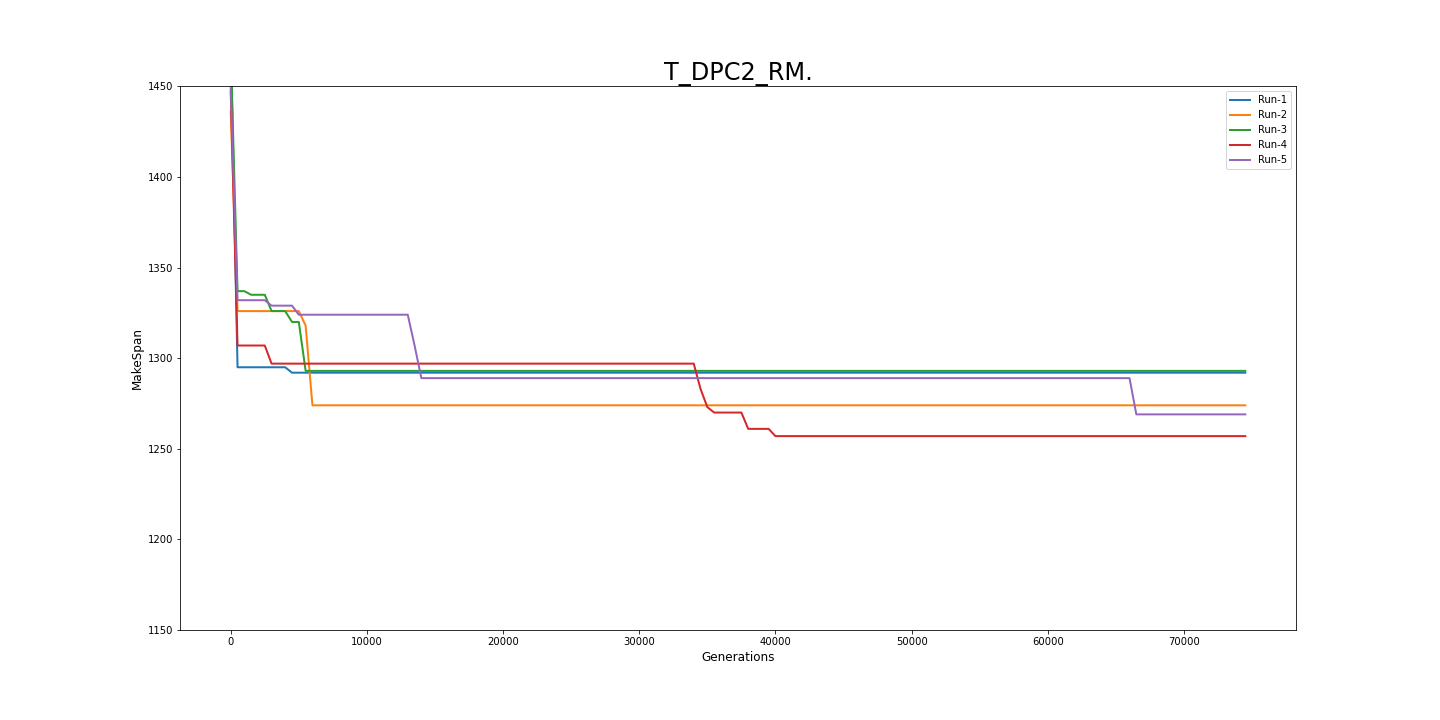 T_DPC2_RM.
1450
1400
1350
1300
1250
1200
1150
MakeSpan
0 10000 20000 30000 40000 50000 60000 70000
Generations
Run-1
Run-2
Run-3
Run-4
Run-5